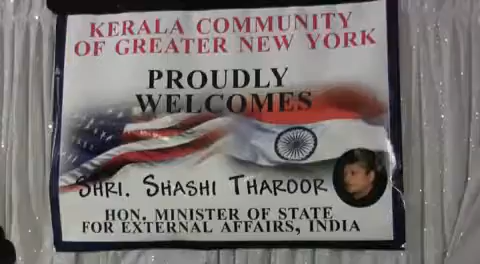 KERALA COMMUNITY
OF GREATER NEW YORK
PROUDLY
WELCOMES
SHRI. SHASHI THAROOR
HON. MINISTER OF STATE
FOR EXTERNAL AFFAIRS, INDIA